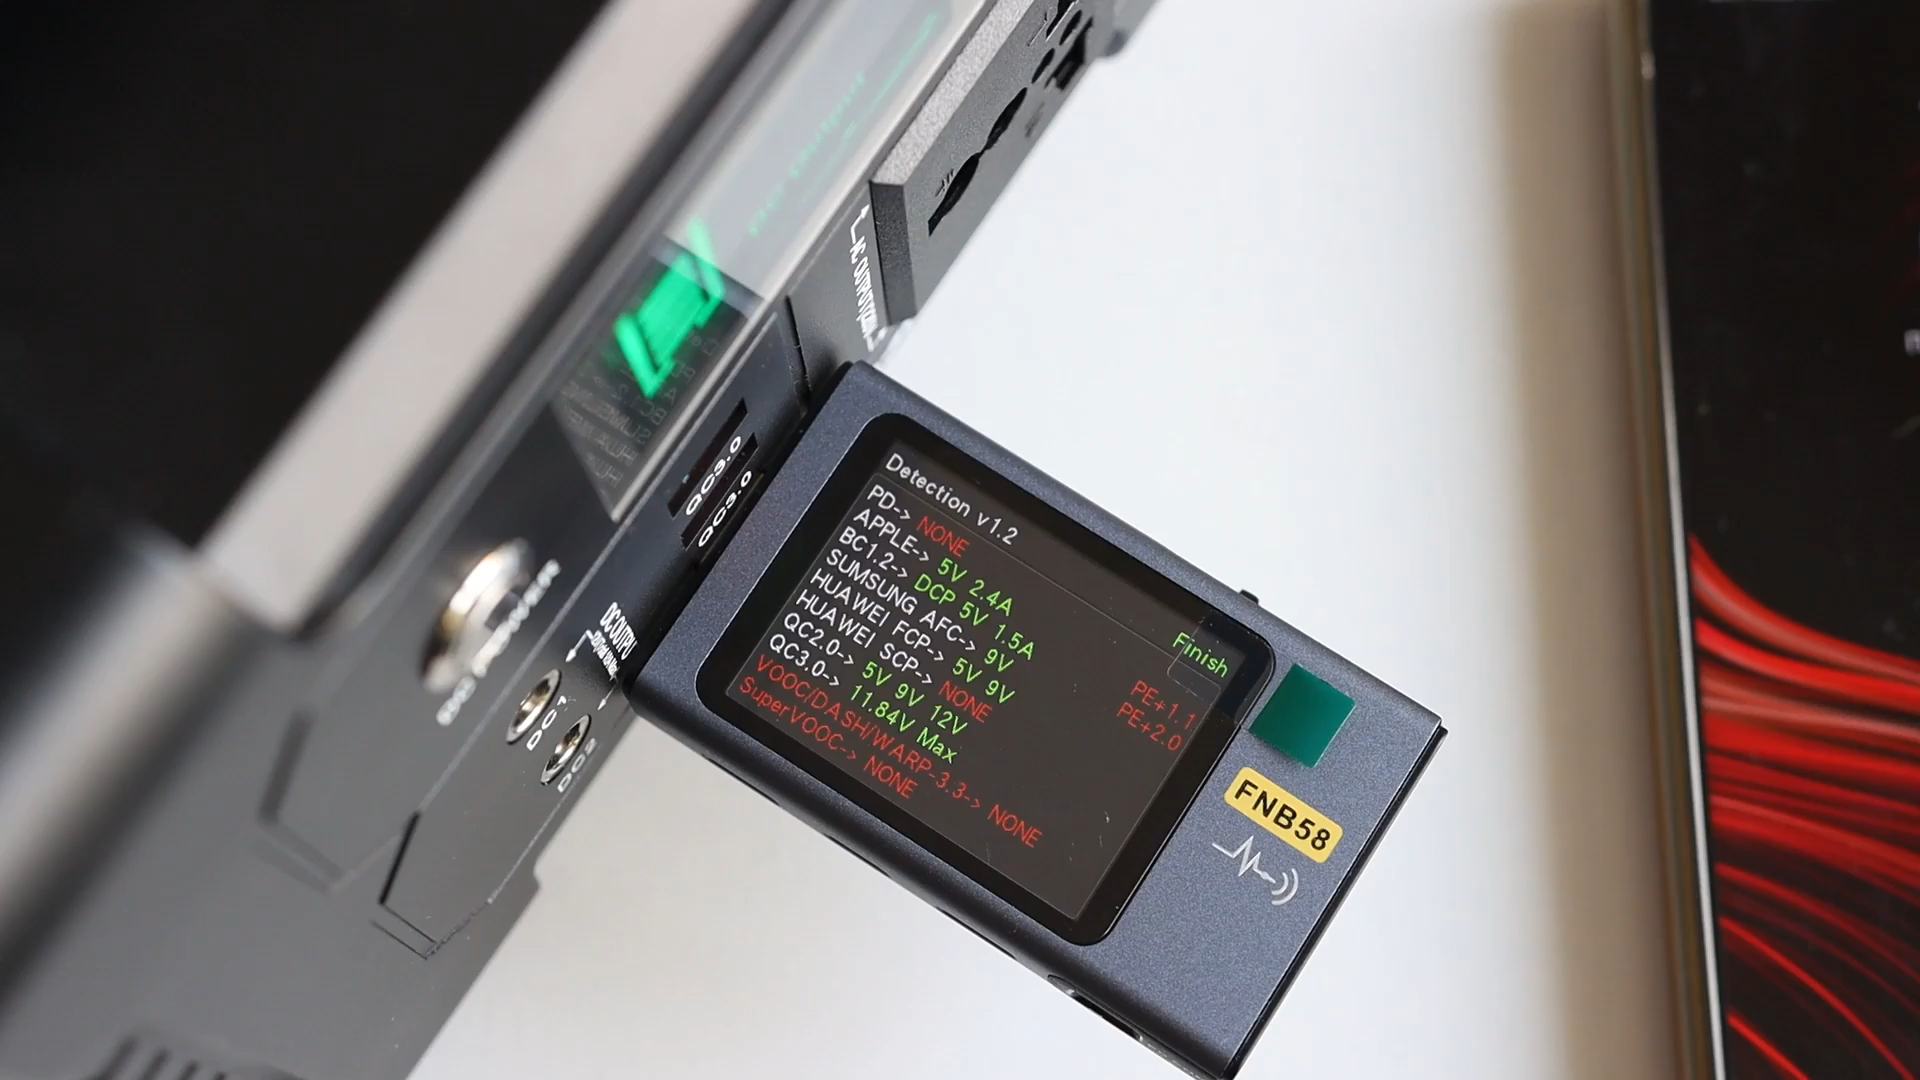 Detection v1.2
PD-> NONE
APPLE-> 5V 2.4A
BC1.2-> DCP 5V 1.5A
SUMSUNG AFC-> 9V
HUAWEI FCP-> 5V 9V
HUAWEI SCP-> NONE
QC2.0-> 5V 9V 12V
QC3.0-> 11.84V Max
VOOC/DASH/WARP-3.3-> NONE
SuperVOOC-> NONE
Finish
PE+1.1
PE+2.0
FNB58
QC3.0
QC3.0
AC OUTPUT
POWER
DC OUTPUT
DC1
DC2